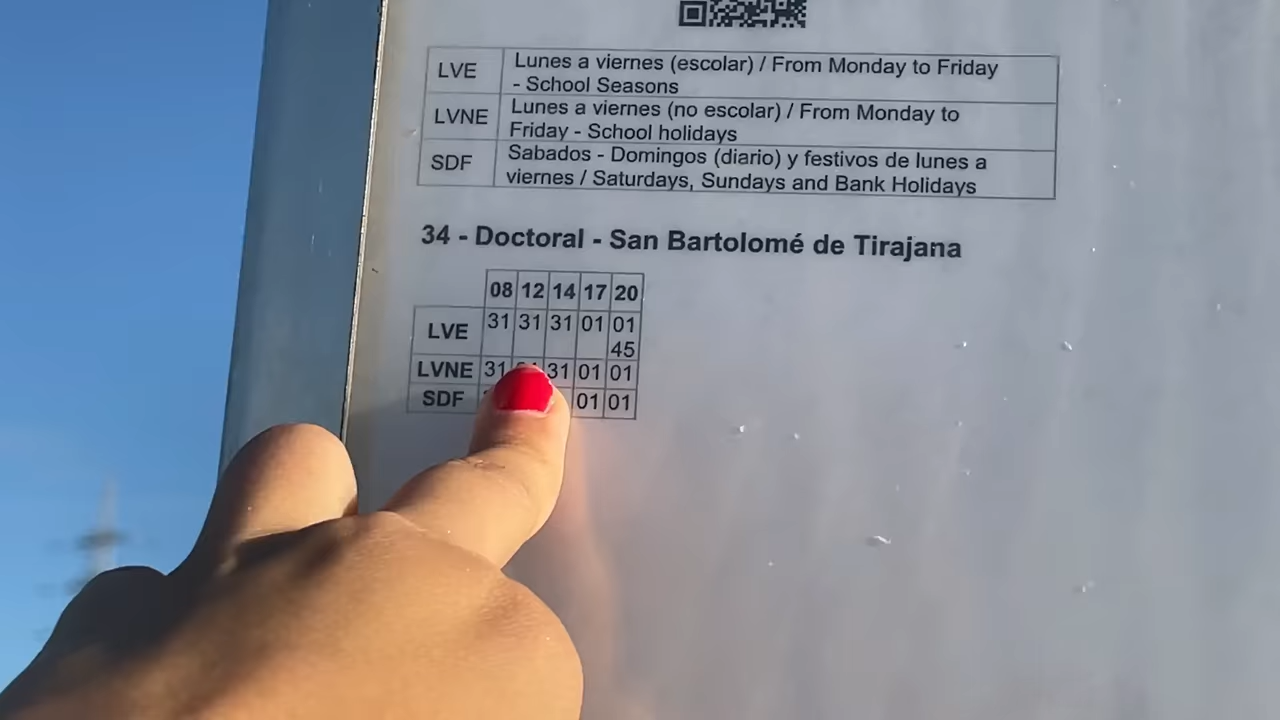 LVE Lunes a viernes (escolar) / From Monday to Friday
- School Seasons
LVNE Lunes a viernes (no escolar) / From Monday to
Friday - School holidays
SDF Sabados - Domingos (diario) y festivos de lunes a
viernes / Saturdays, Sundays and Bank Holidays
34 - Doctoral - San Bartolomé de Tirajana
08 12 14 17 20
LVE 31 31 31 01 01
45
LVNE 31 31 01 01
SDF 01 01